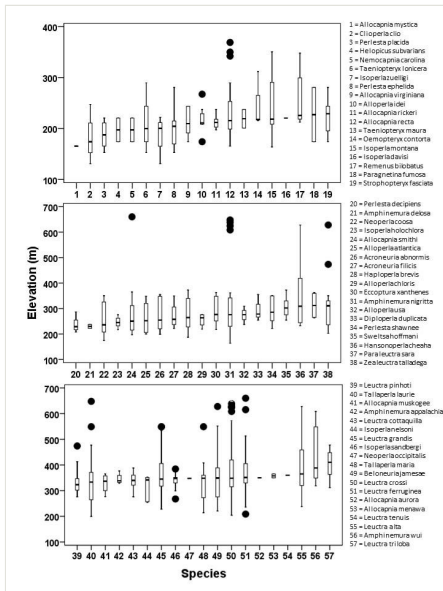 400
300
200
100
1 2 3 4 5 6 7 8 9 10 11 12 13 14 15 16 17 18 19
1 = Allocapnia mystica
2 = Clioperla clio
3 = Perlesta placida
4 = Helopicus subvarians
5 = Nemocapnia carolina
6 = Taeniopteryx lonicera
7 = Isoperla zuelligi
8 = Perlesta ephelida
9 = Allocapnia virginiana
10 = Alloperla idei
11 = Allocapnia rickeri
12 = Allocapnia recta
13 = Taeniopteryx maura
14 = Oemopteryx contorta
15 = Isoperla montana
16 = Isoperla davisi
17 = Remenus bilobatus
18 = Paragnetina fumosa
19 = Strophopteryx fasciata
Elevation (m)
700
600
500
400
300
200
100
20 21 22 23 24 25 26 27 28 29 30 31 32 33 34 35 36 37 38
20 = Perlesta decipiens
21 = Amphinemura delosa
22 = Neoperla coosa
23 = Isoperla holochlora
24 = Allocapnia smithi
25 = Alloperla atlantica
26 = Acroneuria abnormis
27 = Acroneuria filicis
28 = Haploperla brevis
29 = Alloperla chloris
30 = Eccoptura xanthenes
31 = Amphinemura nigritta
32 = Alloperla usa
33 = Diploperla duplicata
34 = Perlesta shawnee
35 = Sweltsa hoffmani
36 = Hansonoperla cheaha
37 = Paraleuctra sara
38 = Zealeuctra talladega
700
600
500
400
300
200
100
39 40 41 42 43 44 45 46 47 48 49 50 51 52 53 54 55 56 57
Species
39 = Leuctra pinhoti
40 = Tallaperla laurie
41 = Allocapnia muskogee
42 = Amphinemura appalachia
43 = Leuctra cottaquilla
44 = Isoperla nelsoni
45 = Leuctra grandis
46 = Isoperla sandbergi
47 = Neoperla occipitalis
48 = Tallaperla maria
49 = Beloneuria jamesae
50 = Leuctra crossi
51 = Leuctra ferruginea
52 = Allocapnia aurora
53 = Allocapnia menawa
54 = Leuctra tenuis
55 = Leuctra alta
56 = Amphinemura wui
57 = Leuctra triloba